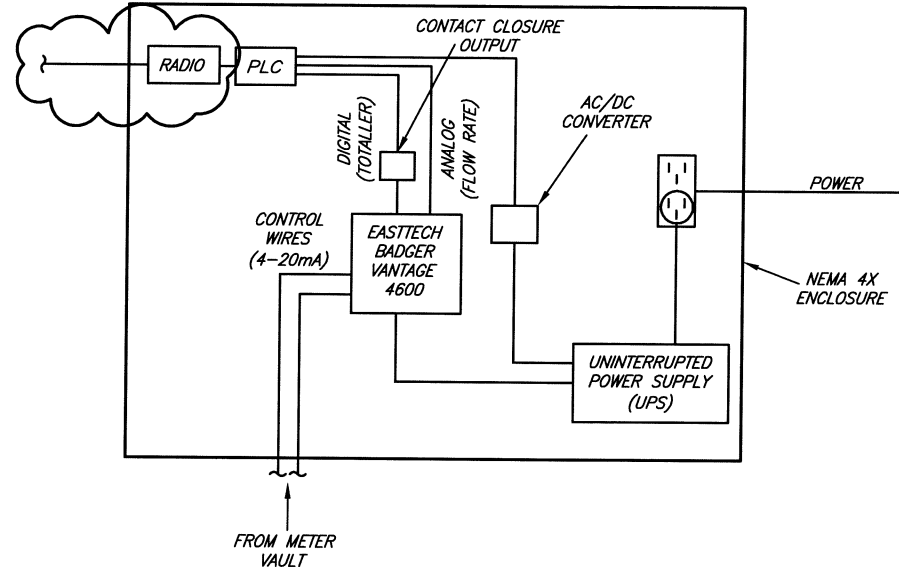 CONTACT CLOSURE
OUTPUT
RADIO
PLC
DIGITAL
(TOTALLER)
ANALOG
(FLOW RATE)
AC/DC
CONVERTER
POWER
CONTROL
WIRES
(4-20mA)
EASTTECH
BADGER
VANTAGE
4600
NEMA 4X
ENCLOSURE
UNINTERRUPTED
POWER SUPPLY
(UPS)
FROM METER
VAULT